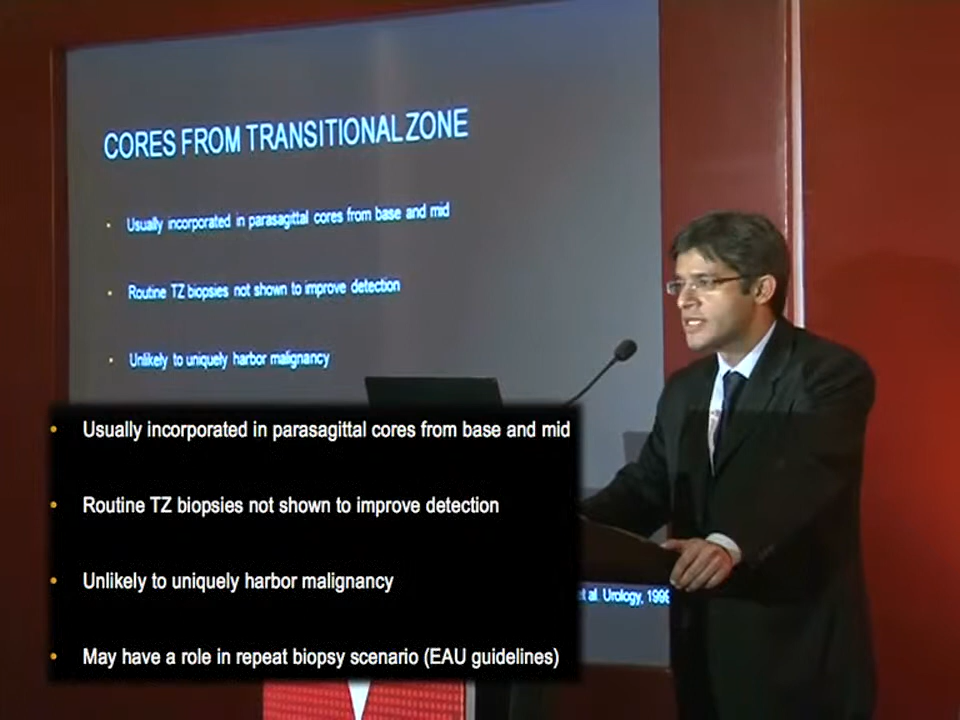 CORES FROM TRANSITIONAL ZONE
• Usually incorporated in parasagittal cores from base and mid
• Routine TZ biopsies not shown to improve detection
• Unlikely to uniquely harbor malignancy
• Usually incorporated in parasagittal cores from base and mid
• Routine TZ biopsies not shown to improve detection
• Unlikely to uniquely harbor malignancy
et al. Urology, 1999
• May have a role in repeat biopsy scenario (EAU guidelines)